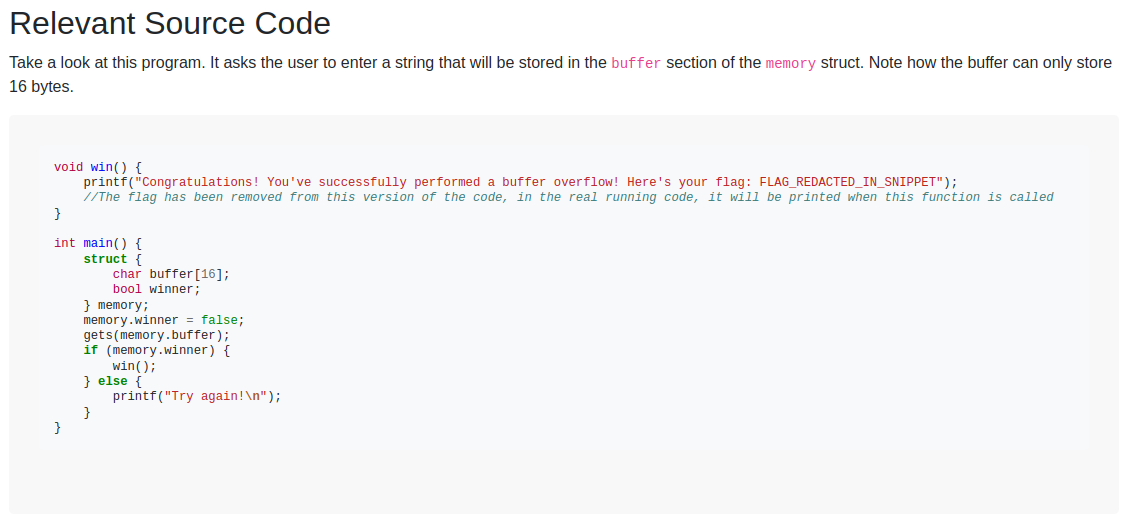 Relevant Source Code
Take a look at this program. It asks the user to enter a string that will be stored in the buffer section of the memory struct. Note how the buffer can only store
16 bytes.
void win() {
    printf("Congratulations! You've successfully performed a buffer overflow! Here's your flag: FLAG_REDACTED_IN_SNIPPET");
    //The flag has been removed from this version of the code, in the real running code, it will be printed when this function is called
}
int main() {
    struct {
        char buffer[16];
        bool winner;
    } memory;
    memory.winner = false;
    gets(memory.buffer);
    if (memory.winner) {
        win();
    } else {
        printf("Try again!\n");
    }
}